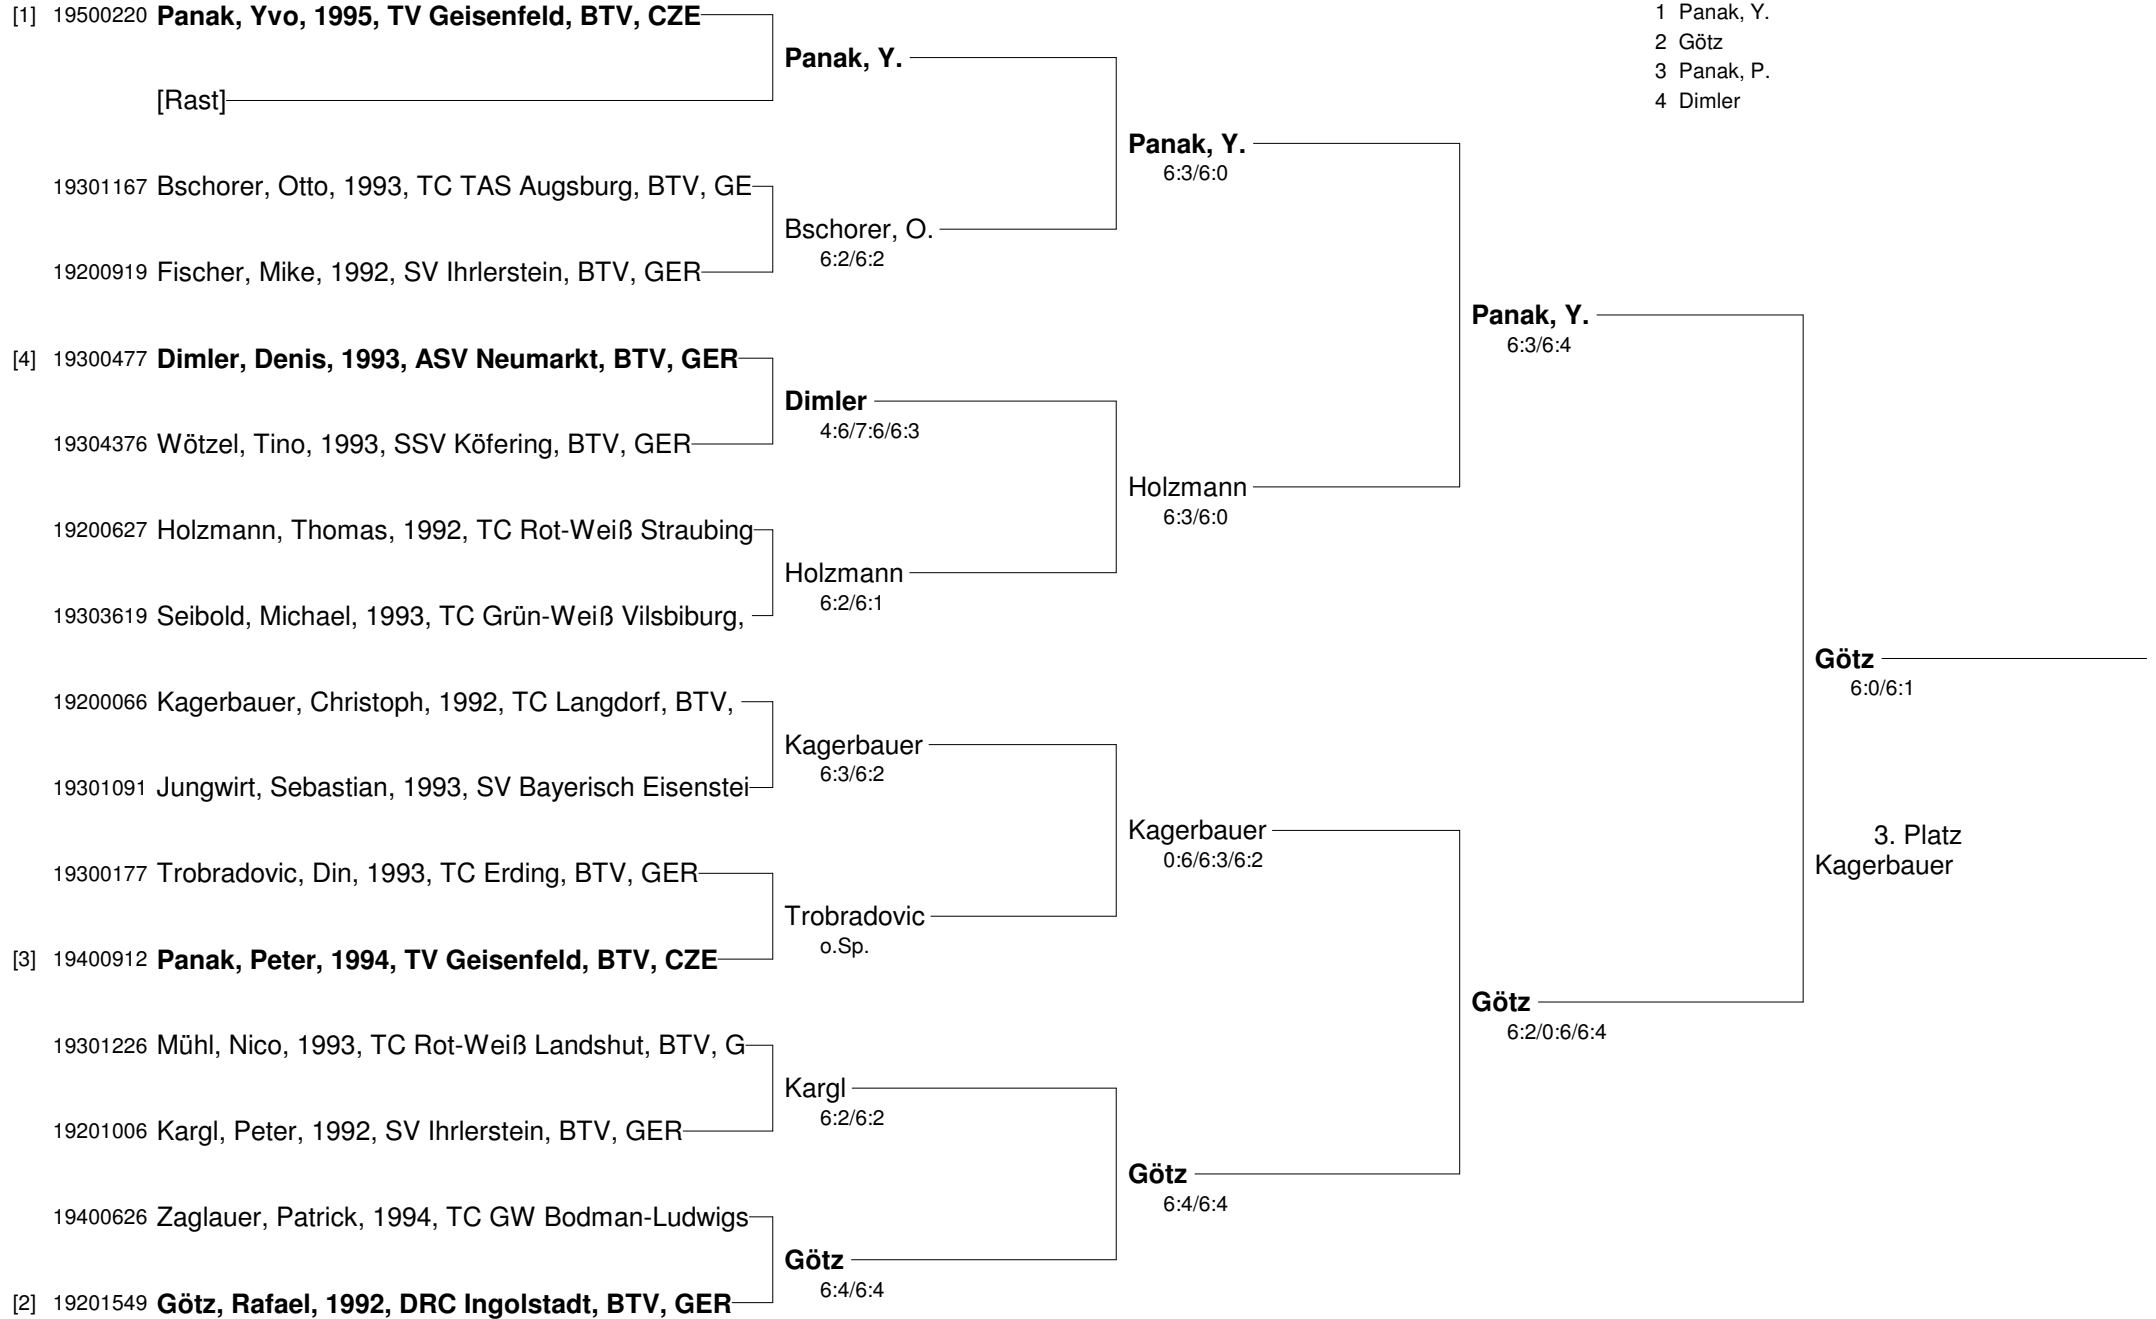 [1] 19500220 Panak, Yvo, 1995, TV Geisenfeld, BTV, CZE
1 Panak, Y.
2 Götz
3 Panak, P.
4 Dimler
Panak, Y.
[Rast]
Panak, Y.
6:3/6:0
19301167 Bschorer, Otto, 1993, TC TAS Augsburg, BTV, GE
Bschorer, O.
6:2/6:2
19200919 Fischer, Mike, 1992, SV Ihrlerstein, BTV, GER
Panak, Y.
6:3/6:4
[4] 19300477 Dimler, Denis, 1993, ASV Neumarkt, BTV, GER
Dimler
4:6/7:6/6:3
19304376 Wötzel, Tino, 1993, SSV Köfering, BTV, GER
Holzmann
6:3/6:0
19200627 Holzmann, Thomas, 1992, TC Rot-Weiß Straubing
Holzmann
6:2/6:1
19303619 Seibold, Michael, 1993, TC Grün-Weiß Vilsbiburg,
Götz
6:0/6:1
19200066 Kagerbauer, Christoph, 1992, TC Langdorf, BTV,
Kagerbauer
6:3/6:2
19301091 Jungwirt, Sebastian, 1993, SV Bayerisch Eisenstei
Kagerbauer
0:6/6:3/6:2
3. Platz
Kagerbauer
19300177 Trobradovic, Din, 1993, TC Erding, BTV, GER
Trobradovic
o.Sp.
[3] 19400912 Panak, Peter, 1994, TV Geisenfeld, BTV, CZE
Götz
6:2/0:6/6:4
19301226 Mühl, Nico, 1993, TC Rot-Weiß Landshut, BTV, G
Kargl
6:2/6:2
19201006 Kargl, Peter, 1992, SV Ihrlerstein, BTV, GER
Götz
6:4/6:4
19400626 Zaglauer, Patrick, 1994, TC GW Bodman-Ludwigs
Götz
6:4/6:4
[2] 19201549 Götz, Rafael, 1992, DRC Ingolstadt, BTV, GER